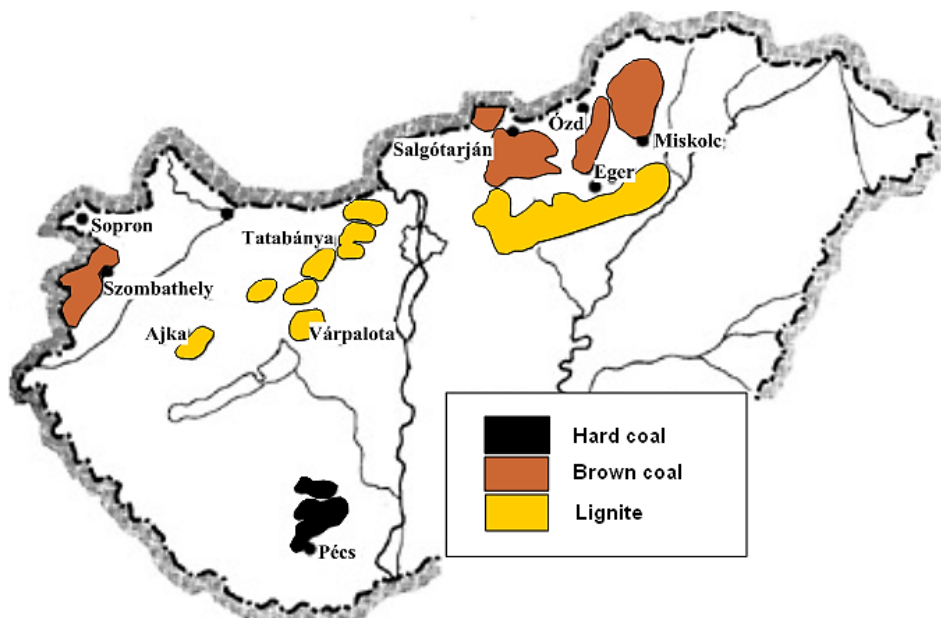 Ózd
Salgótarján
Miskolc
Eger
Sopron
Tatabánya
Szombathely
Ajka
Várpalota
Hard coal
Brown coal
Lignite
Pécs